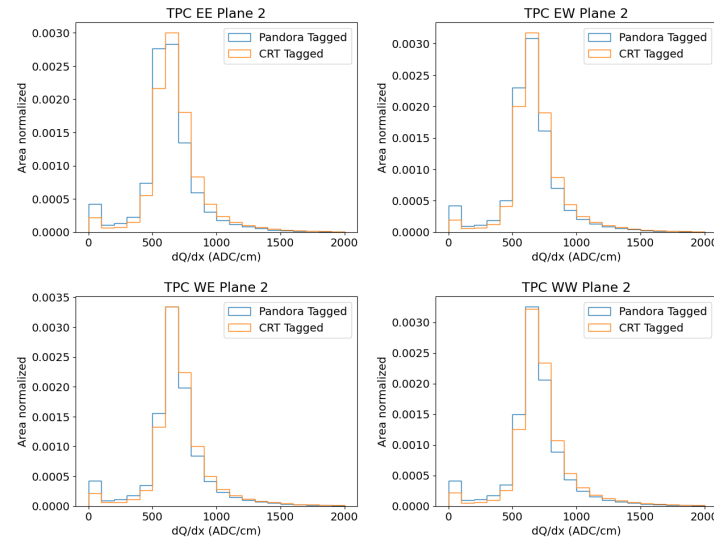 TPC EE Plane 2
Pandora Tagged
CRT Tagged
Area normalized
0.0030
0.0025
0.0020
0.0015
0.0010
0.0005
0.0000
0 500 1000 1500 2000
dQ/dx (ADC/cm)
TPC EW Plane 2
Pandora Tagged
CRT Tagged
Area normalized
0.0030
0.0025
0.0020
0.0015
0.0010
0.0005
0.0000
0 500 1000 1500 2000
dQ/dx (ADC/cm)
TPC WE Plane 2
Pandora Tagged
CRT Tagged
Area normalized
0.0035
0.0030
0.0025
0.0020
0.0015
0.0010
0.0005
0.0000
0 500 1000 1500 2000
dQ/dx (ADC/cm)
TPC WW Plane 2
Pandora Tagged
CRT Tagged
Area normalized
0.0030
0.0025
0.0020
0.0015
0.0010
0.0005
0.0000
0 500 1000 1500 2000
dQ/dx (ADC/cm)